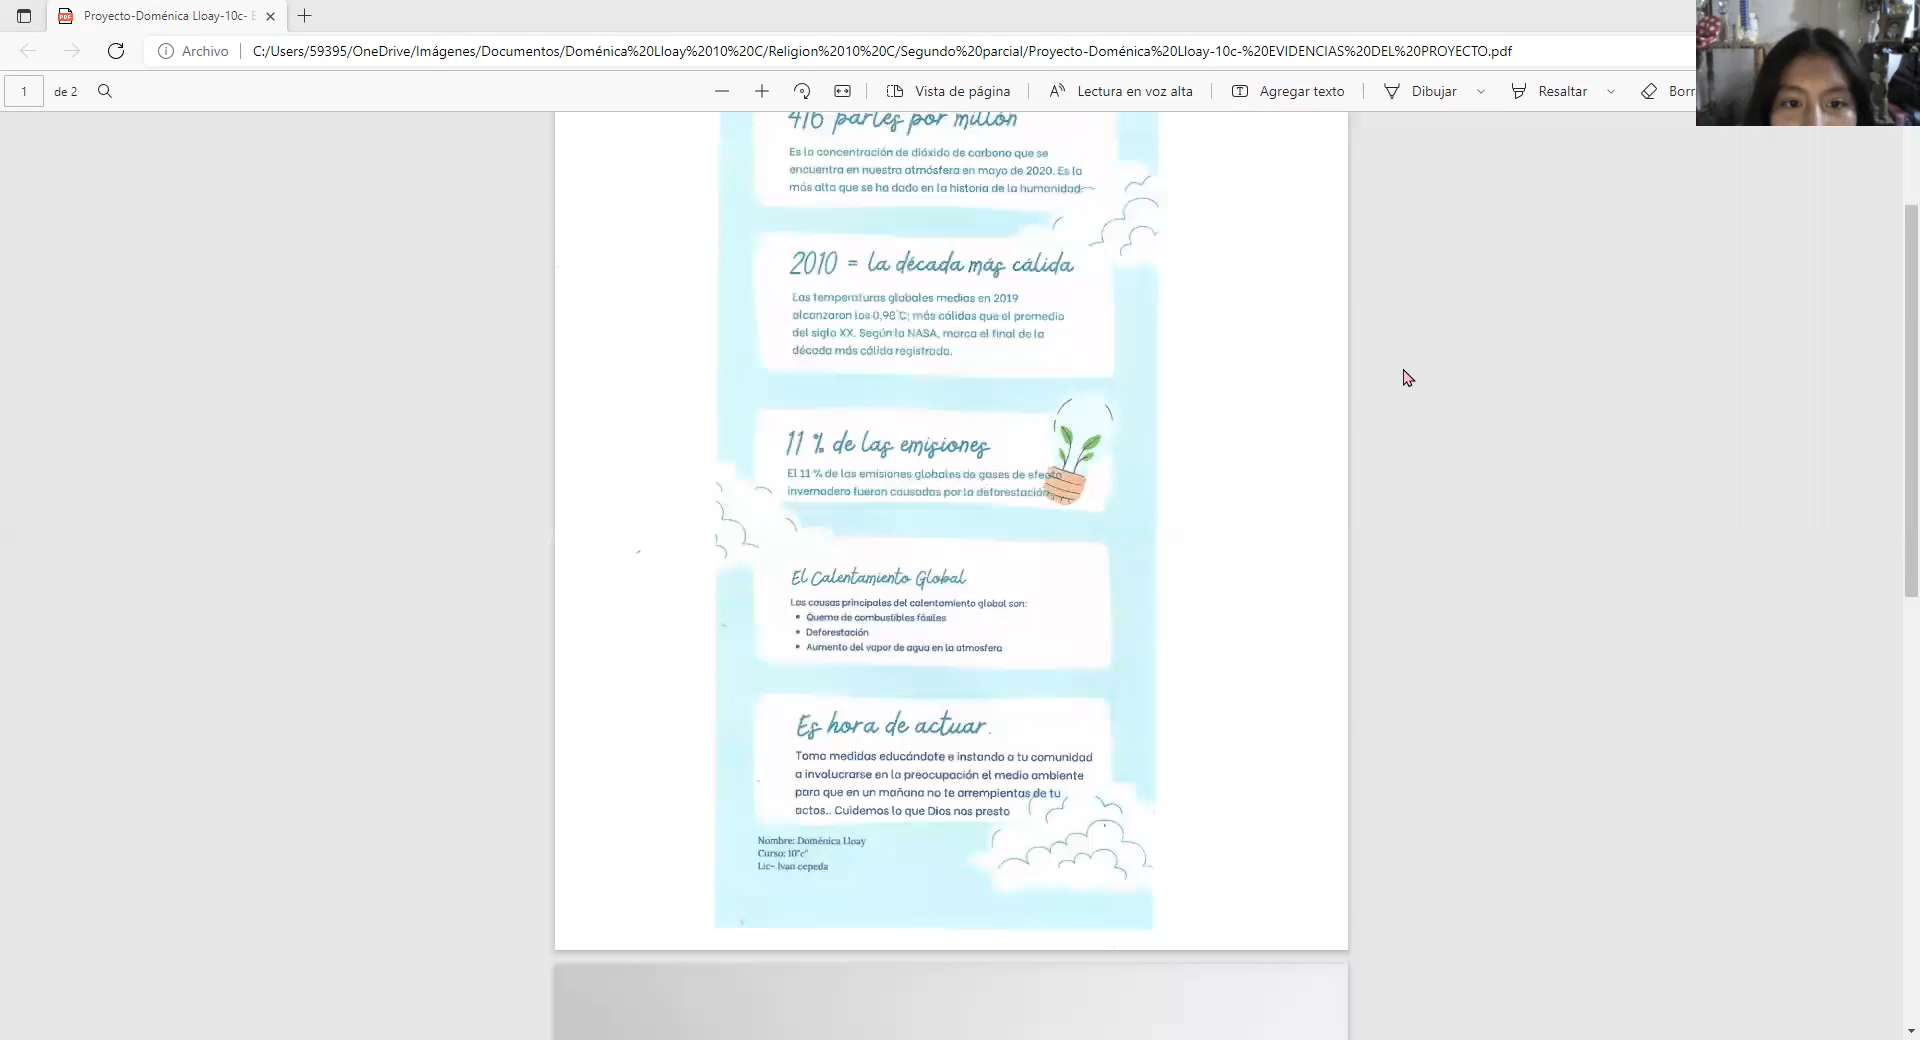 Proyecto-Doménica Lloay-10c- E
Archivo
C:/Users/59395/OneDrive/Imágenes/Documentos/Doménica%20Lloay%2010%20C/Religion%2010%20C/Segundo%20parcial/Proyecto-Doménica%20Lloay-10c-%20EVIDENCIAS%20DEL%20PROYECTO.pdf
1 de 2
Vista de página
Lectura en voz alta
Agregar texto
Dibujar
Resaltar
Borr
416 partes por millón
Es la concentración de dióxido de carbono que se
encuentra en nuestra atmósfera en mayo de 2020. Es la
más alta que se ha dado en la historia de la humanidad.
2010 = la década más cálida
Las temperaturas globales medias en 2019
alcanzaron los 0,98°C; más cálidas que el promedio
del siglo XX. Según la NASA, marca el final de la
década más cálida registrada.
11 % de las emisiones
El 11 % de las emisiones globales de gases de efecto
invernadero fueron causadas por la deforestación
El Calentamiento Global
Las causas principales del calentamiento global son:
• Quema de combustibles fósiles
• Deforestación
• Aumento del vapor de agua en la atmosfera
Es hora de actuar.
Toma medidas educándote e instando a tu comunidad
a involucrarse en la preocupación el medio ambiente
para que en un mañana no te arrempientas de tu
actos.. Cuidemos lo que Dios nos presto
Nombre: Doménica Lloay
Curso: 10"c"
Lic- Ivan cepeda